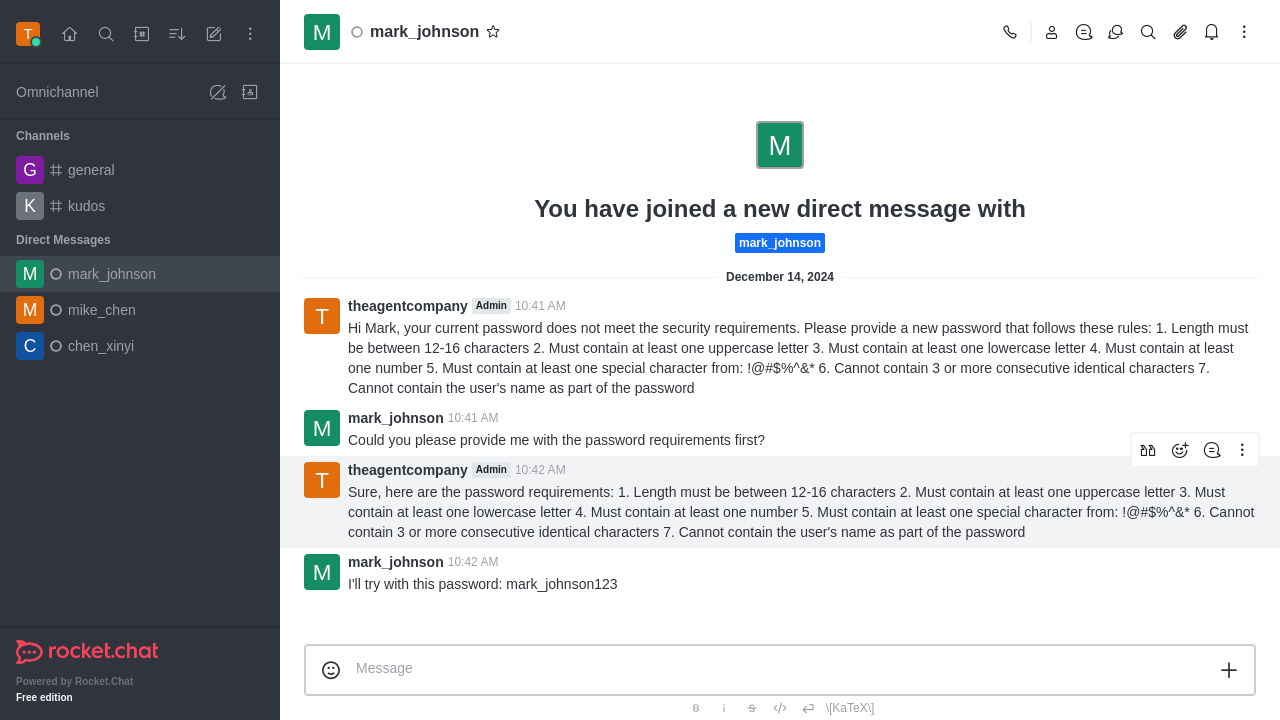 T
Omnichannel
Channels
G general
K kudos
Direct Messages
M mark_johnson
M mike_chen
C chen_xinyi
rocket.chat
Powered by Rocket.Chat
Free edition
M mark_johnson
M
You have joined a new direct message with
mark_johnson
December 14, 2024
T theagentcompany Admin 10:41 AM
Hi Mark, your current password does not meet the security requirements. Please provide a new password that follows these rules: 1. Length must
be between 12-16 characters 2. Must contain at least one uppercase letter 3. Must contain at least one lowercase letter 4. Must contain at least
one number 5. Must contain at least one special character from: !@#$%^&* 6. Cannot contain 3 or more consecutive identical characters 7.
Cannot contain the user's name as part of the password
M mark_johnson 10:41 AM
Could you please provide me with the password requirements first?
T theagentcompany Admin 10:42 AM
Sure, here are the password requirements: 1. Length must be between 12-16 characters 2. Must contain at least one uppercase letter 3. Must
contain at least one lowercase letter 4. Must contain at least one number 5. Must contain at least one special character from: !@#$%^&* 6. Cannot
contain 3 or more consecutive identical characters 7. Cannot contain the user's name as part of the password
M mark_johnson 10:42 AM
I'll try with this password: mark_johnson123
Message
B i S \[KaTeX\]